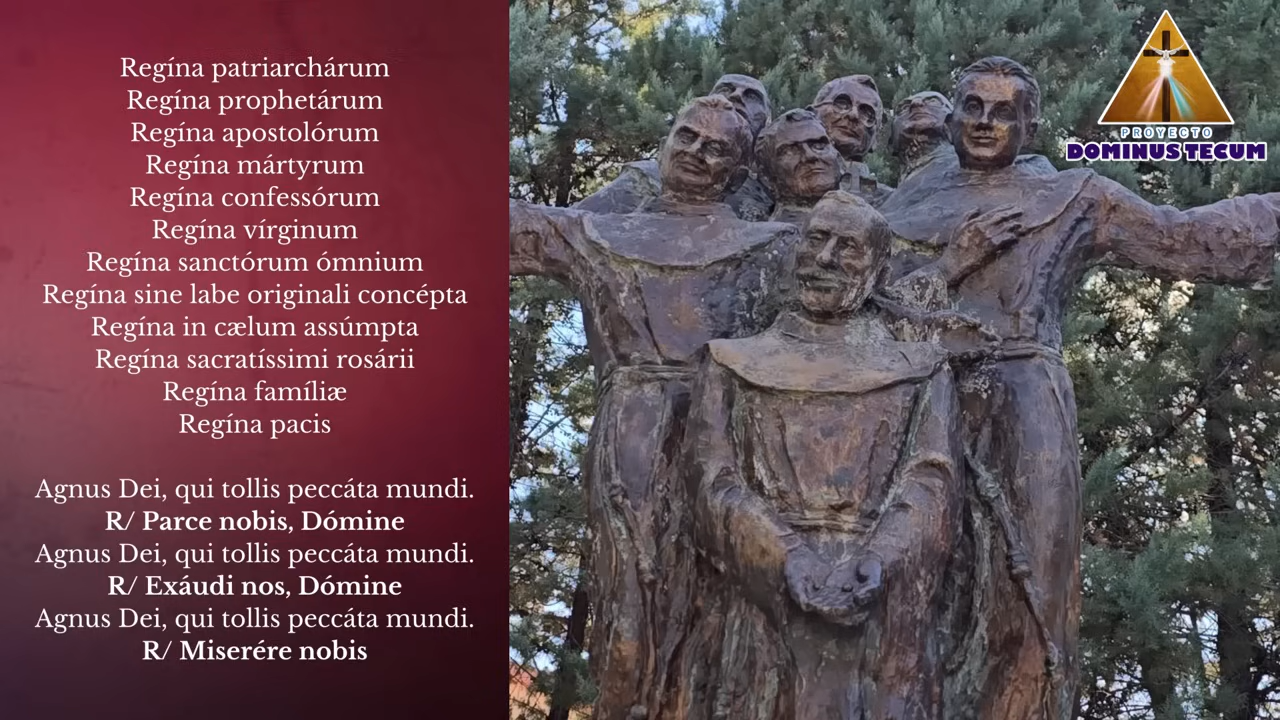 Regína patriarchárum
Regína prophetárum
Regína apostolórum
Regína mártyrum
Regína confessórum
Regína vírginum
Regína sanctórum ómnium
Regína sine labe originali concépta
Regína in cælum assúmpta
Regína sacratíssimi rosárii
Regína famíliæ
Regína pacis
Agnus Dei, qui tollis peccáta mundi.
R/ Parce nobis, Dómine
Agnus Dei, qui tollis peccáta mundi.
R/ Exáudi nos, Dómine
Agnus Dei, qui tollis peccáta mundi.
R/ Miserére nobis
PROYECTO
DOMINUS TECUM